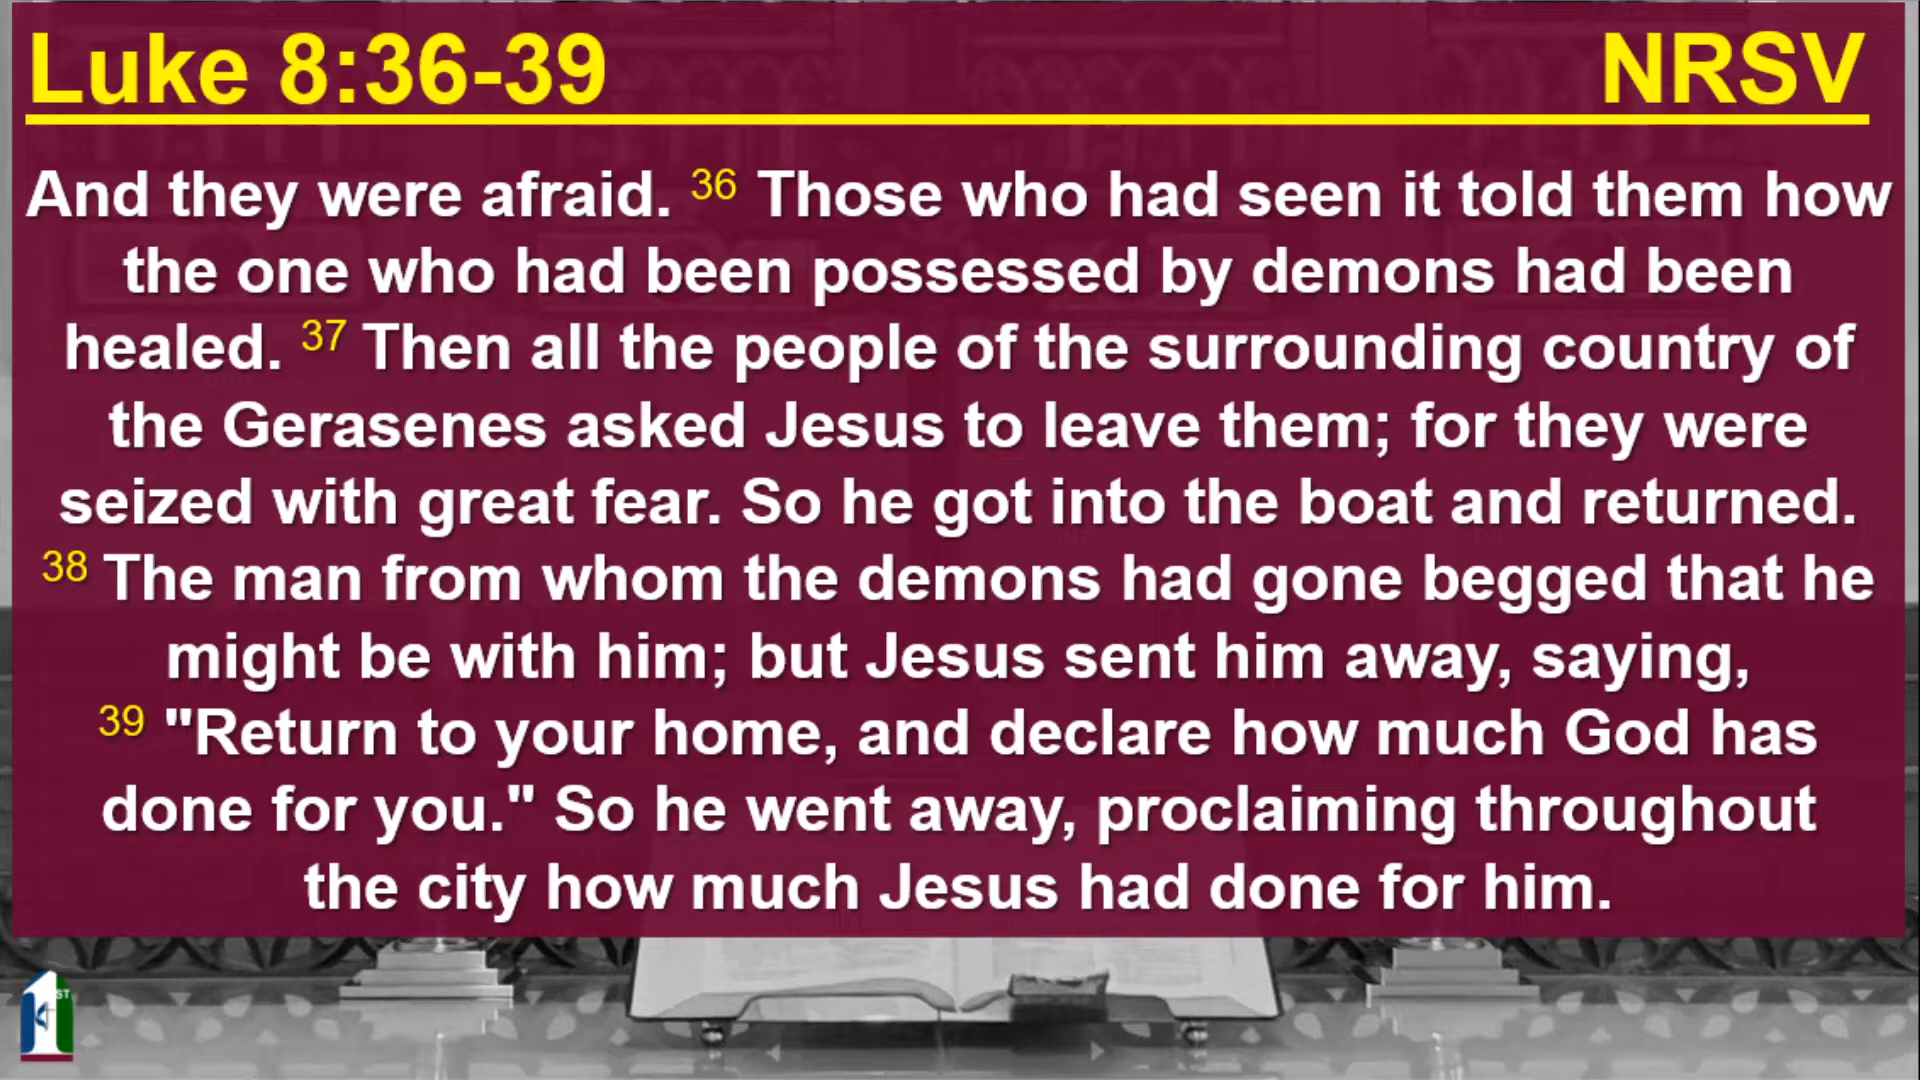 Luke 8:36-39 NRSV
And they were afraid. 36 Those who had seen it told them how
the one who had been possessed by demons had been
healed. 37 Then all the people of the surrounding country of
the Gerasenes asked Jesus to leave them; for they were
seized with great fear. So he got into the boat and returned.
38 The man from whom the demons had gone begged that he
might be with him; but Jesus sent him away, saying,
39 "Return to your home, and declare how much God has
done for you." So he went away, proclaiming throughout
the city how much Jesus had done for him.
1ST